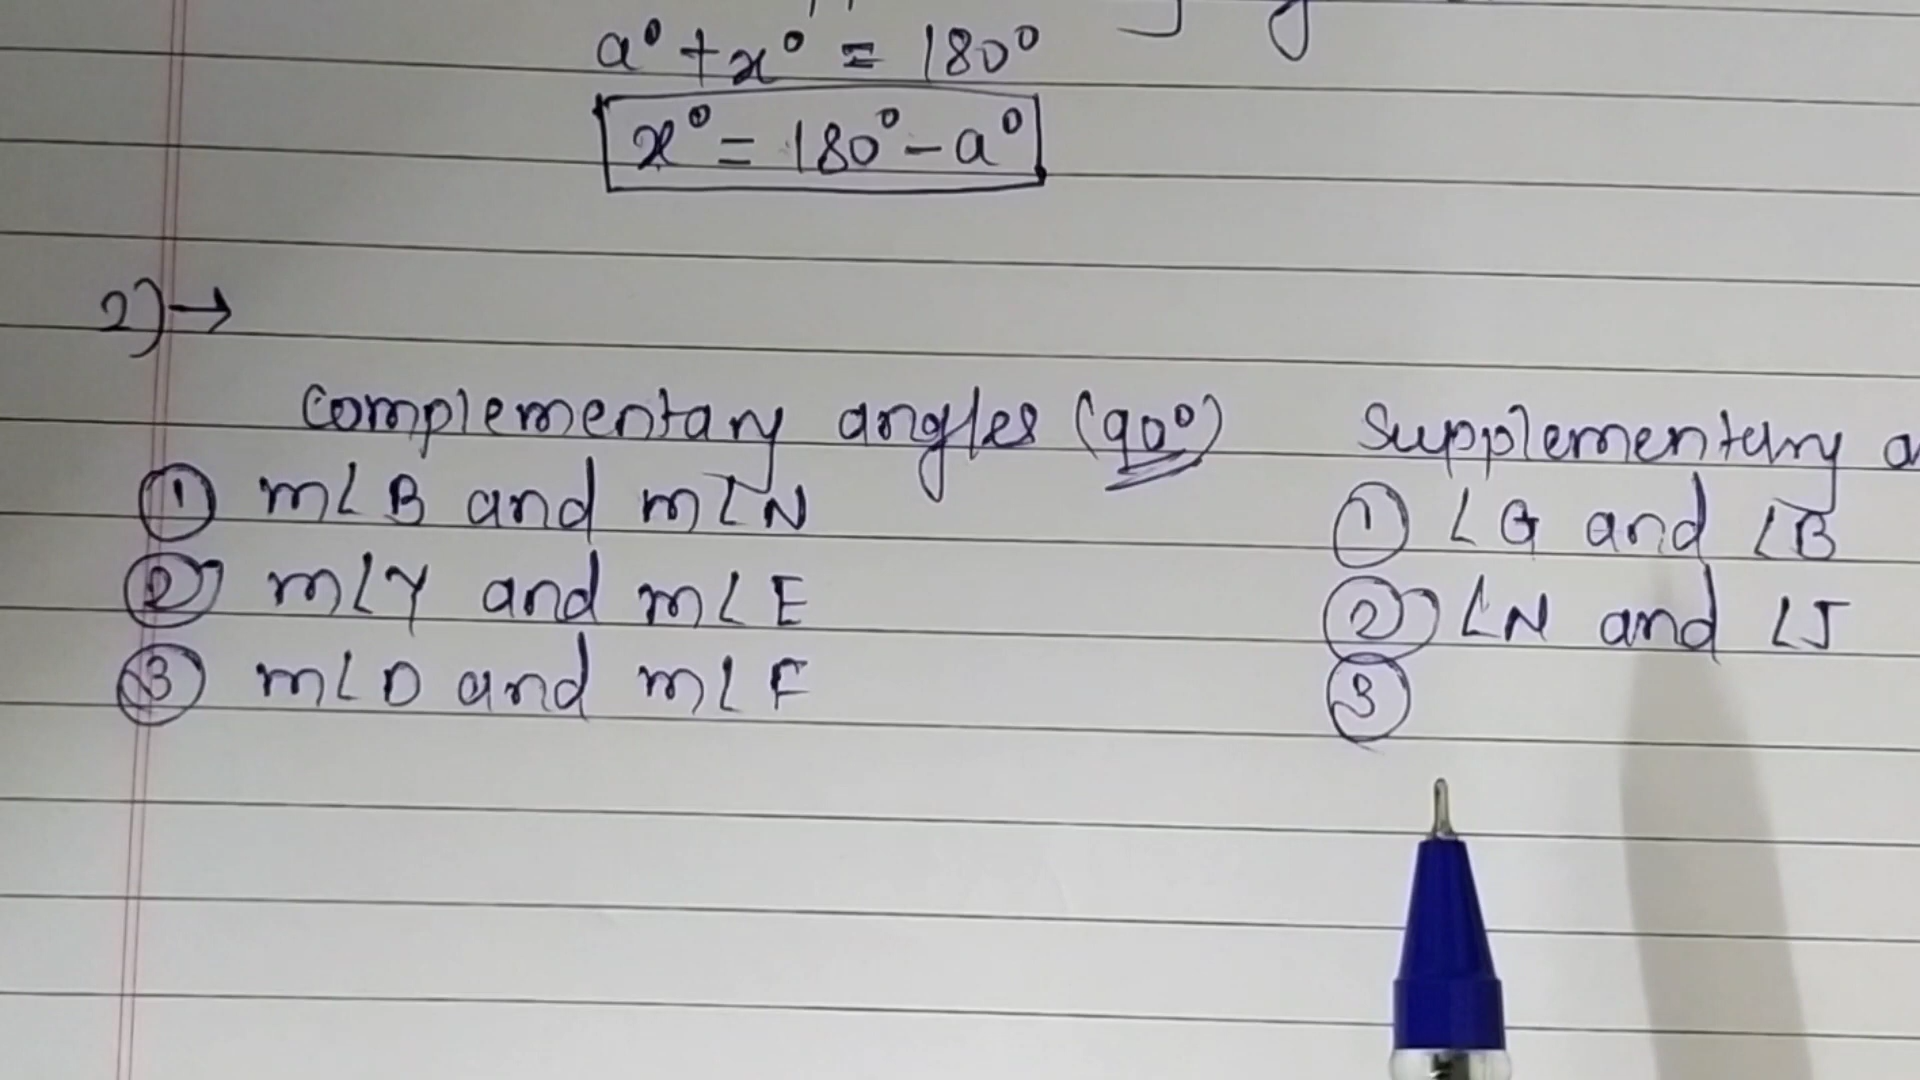 a° + x° = 180°
x° = 180° - a°
2) →
Complementary angles (90°)
① m∠B and m∠N
② m∠Y and m∠E
③ m∠D and m∠F
Supplementary a
① ∠G and ∠B
② ∠N and ∠J
③